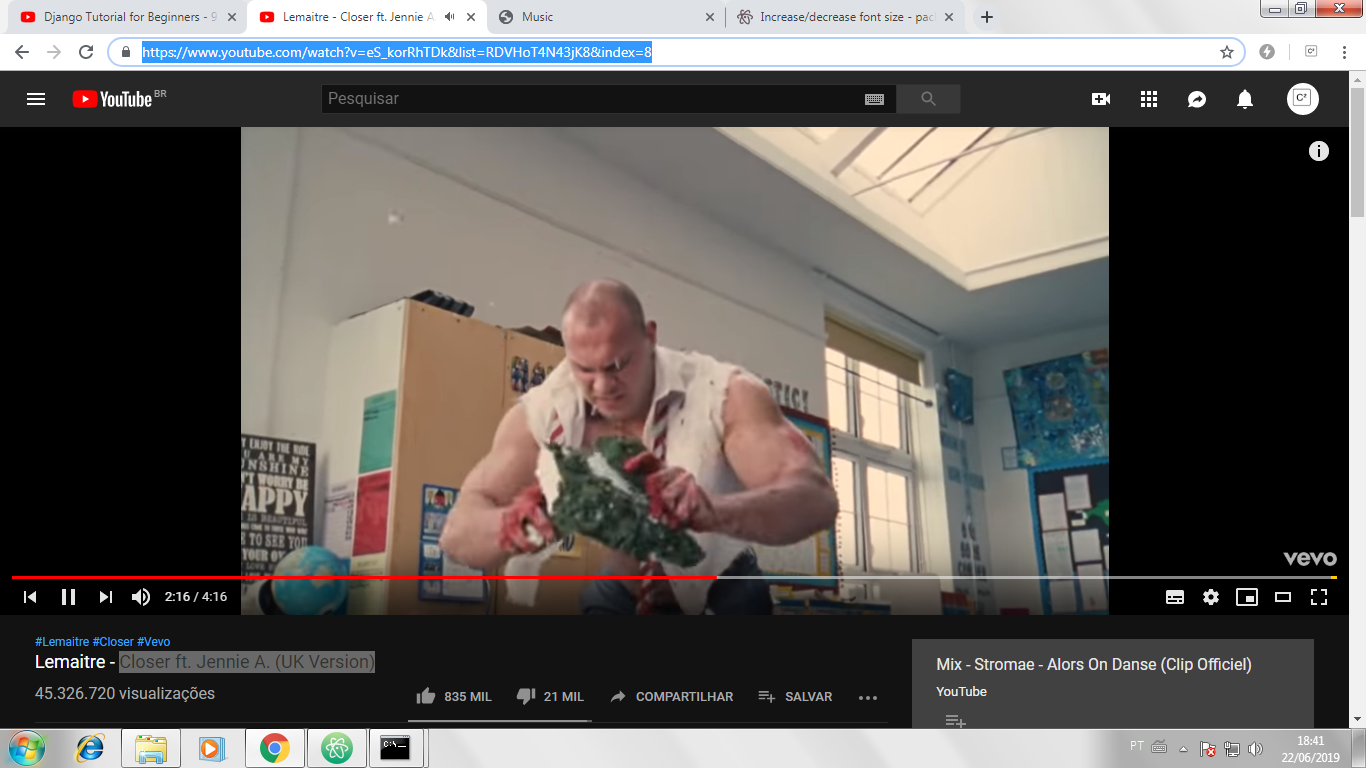 Django Tutorial for Beginners - 9
Lemaitre - Closer ft. Jennie A
Music
Increase/decrease font size - pac
https://www.youtube.com/watch?v=eS_korRhTDk&list=RDVHoT4N43jK8&index=8
YouTube BR
Pesquisar
ENJOY THE RIDE
YOU ARE MY
SUNSHINE
DON'T WORRY BE
HAPPY
TO SEE YOU
YOUR OWN
vevo
2:16 / 4:16
#Lemaitre #Closer #Vevo
Lemaitre - Closer ft. Jennie A. (UK Version)
45.326.720 visualizações
835 MIL
21 MIL
COMPARTILHAR
SALVAR
Mix - Stromae - Alors On Danse (Clip Officiel)
YouTube
PT
18:41
22/06/2019